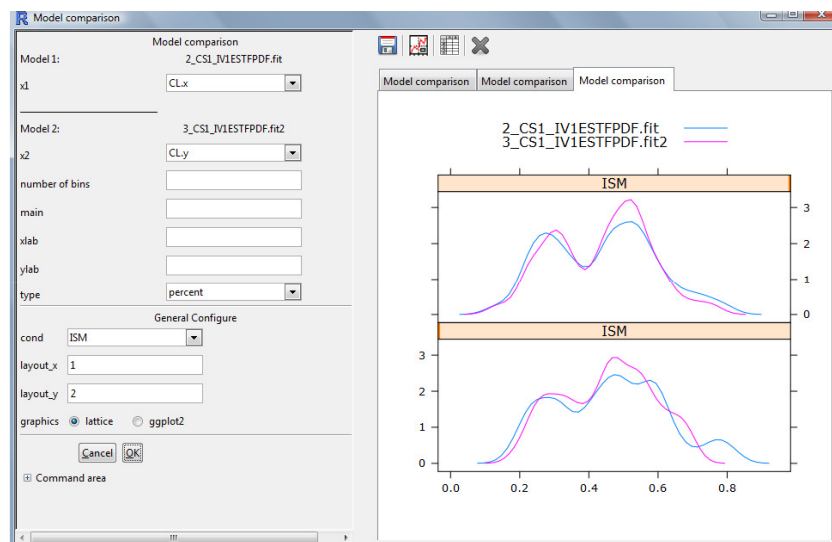 Model comparison
Model comparison
Model 1: 2_CS1_IV1ESTFPDF.fit
x1 CL.x
Model 2: 3_CS1_IV1ESTFPDF.fit2
x2 CL.y
number of bins
main
xlab
ylab
type percent
General Configure
cond ISM
layout_x 1
layout_y 2
graphics lattice ggplot2
Cancel OK
Command area
Model comparison Model comparison Model comparison
2_CS1_IV1ESTFPDF.fit
3_CS1_IV1ESTFPDF.fit2
ISM
3
2
1
0
ISM
3
2
1
0
0.0 0.2 0.4 0.6 0.8